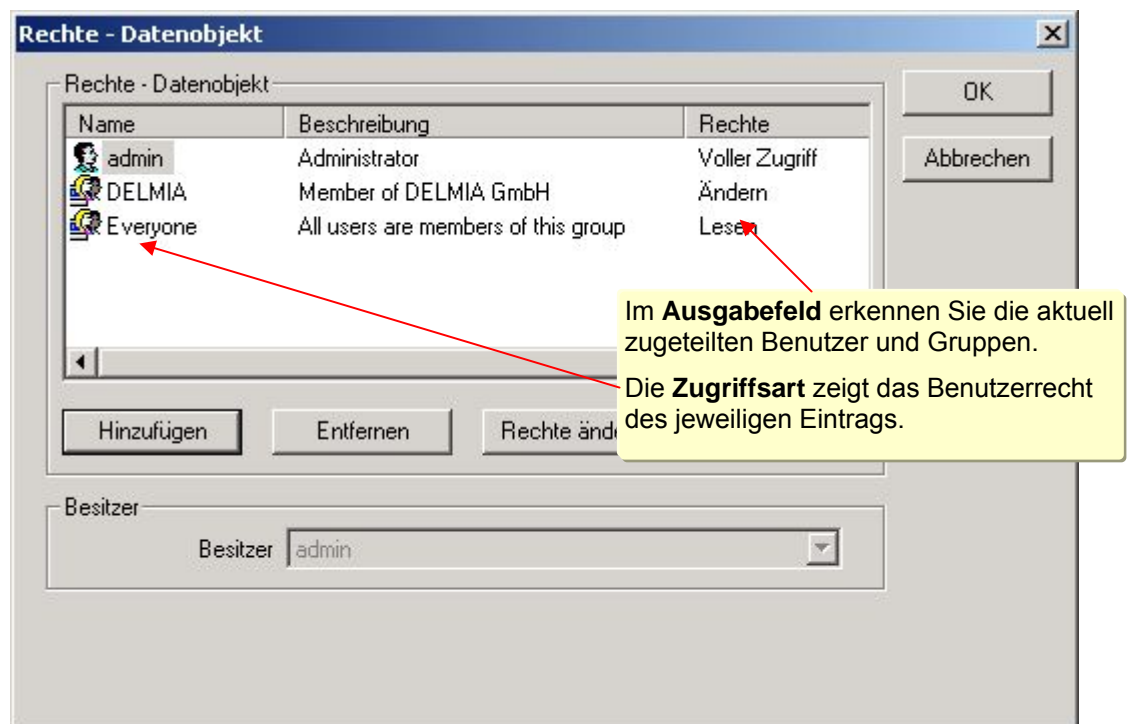 Rechte - Datenobjekt
Rechte - Datenobjekt
OK
Abbrechen
Name Beschreibung Rechte
admin Administrator Voller Zugriff
DELMIA Member of DELMIA GmbH Ändern
Everyone All users are members of this group Lesen
Im Ausgabefeld erkennen Sie die aktuell
zugeteilten Benutzer und Gruppen.
Die Zugriffsart zeigt das Benutzerrecht
des jeweiligen Eintrags.
Hinzufügen Entfernen Rechte ände
Besitzer
Besitzer admin